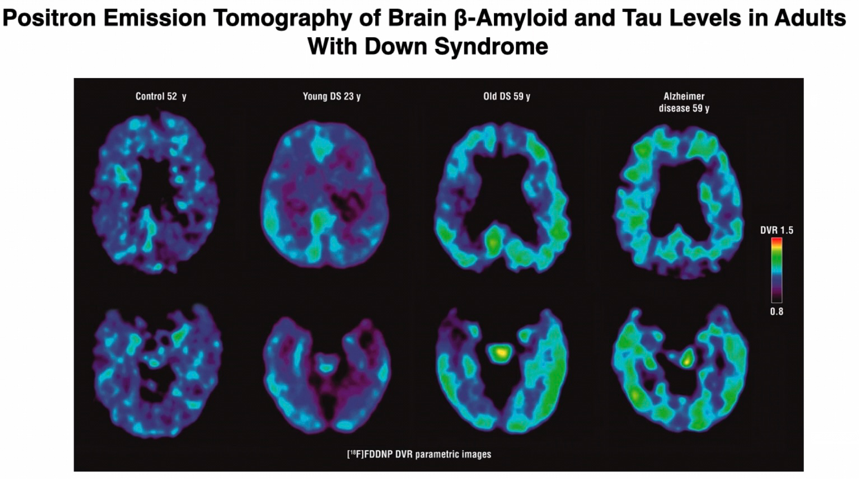 Positron Emission Tomography of Brain β-Amyloid and Tau Levels in Adults
With Down Syndrome
Control 52 y
Young DS 23 y
Old DS 59 y
Alzheimer
disease 59 y
DVR 1.5
0.8
[¹⁸F]FDDNP DVR parametric images